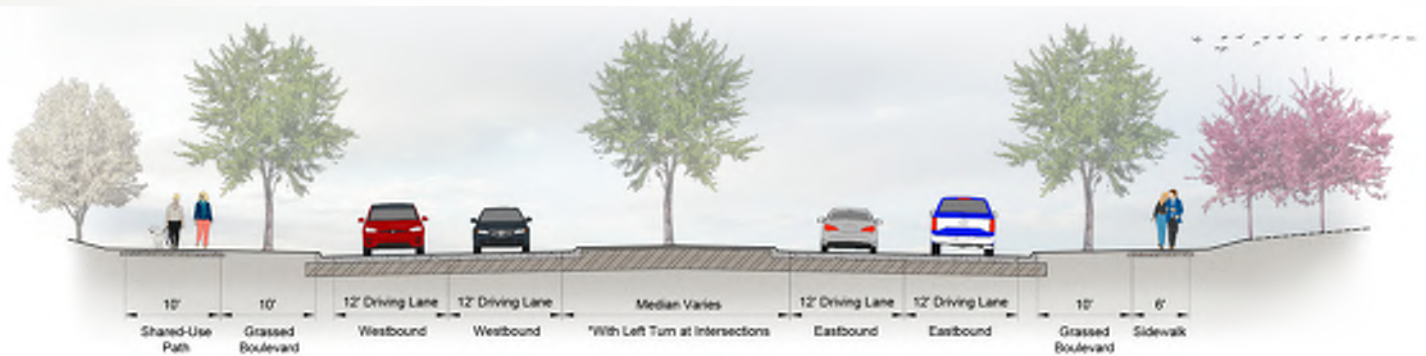 10'
10'
12' Driving Lane
12' Driving Lane
Median Varies
12' Driving Lane
12' Driving Lane
10'
6'
Shared-Use
Path
Grassed
Boulevard
Westbound
Westbound
*With Left Turn at Intersections
Eastbound
Eastbound
Grassed
Boulevard
Sidewalk